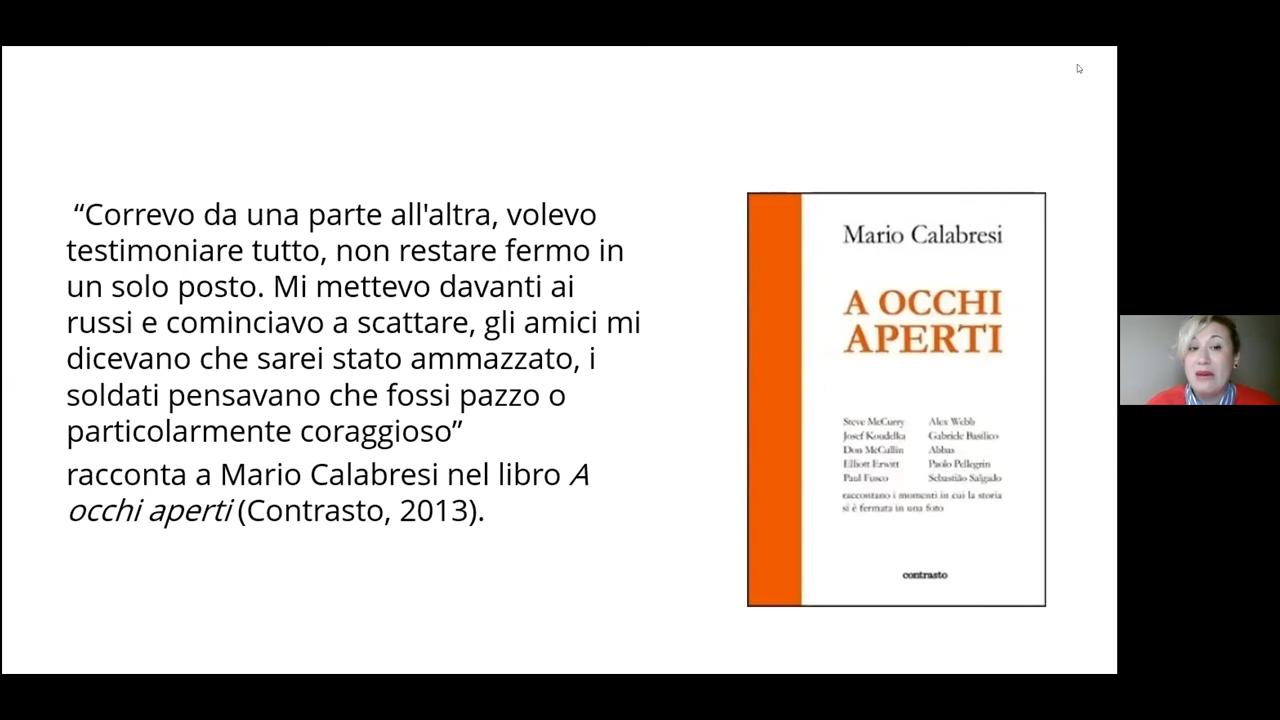 “Correvo da una parte all'altra, volevo
testimoniare tutto, non restare fermo in
un solo posto. Mi mettevo davanti ai
russi e cominciavo a scattare, gli amici mi
dicevano che sarei stato ammazzato, i
soldati pensavano che fossi pazzo o
particolarmente coraggioso”
racconta a Mario Calabresi nel libro A
occhi aperti (Contrasto, 2013).
Mario Calabresi
A OCCHI
APERTI
Steve McCurry Alex Webb
Josef Koudelka Gabriele Basilico
Don McCullin Abbas
Elliott Erwitt Paolo Pellegrin
Paul Fusco Sebastião Salgado
raccontano i momenti in cui la storia
si è fermata in una foto
contrasto